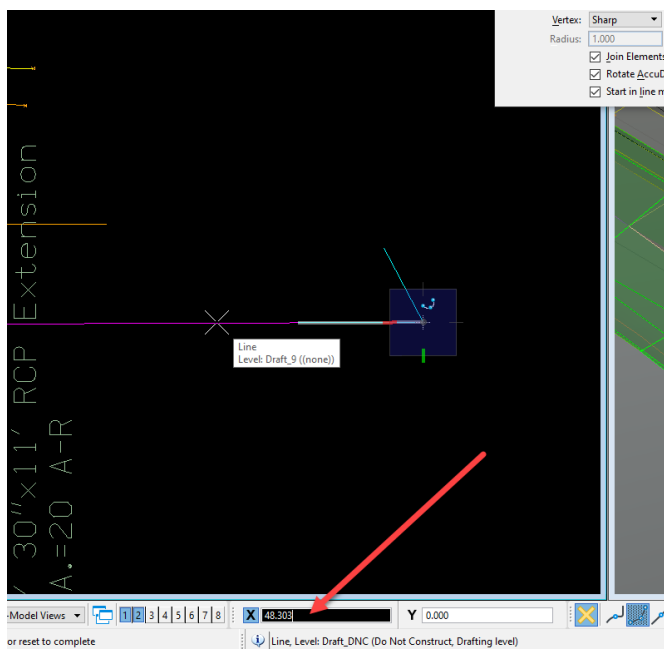 Vertex: Sharp
Radius: 1.000
Join Elements
Rotate AccuD
Start in line m
30"x11' RCP Extension
A.=20 A-R
Line
Level: Draft_9 ((none))
-Model Views 1 2 3 4 5 6 7 8 X 48.303 Y 0.000
or reset to complete
Line, Level: Draft_DNC (Do Not Construct, Drafting level)